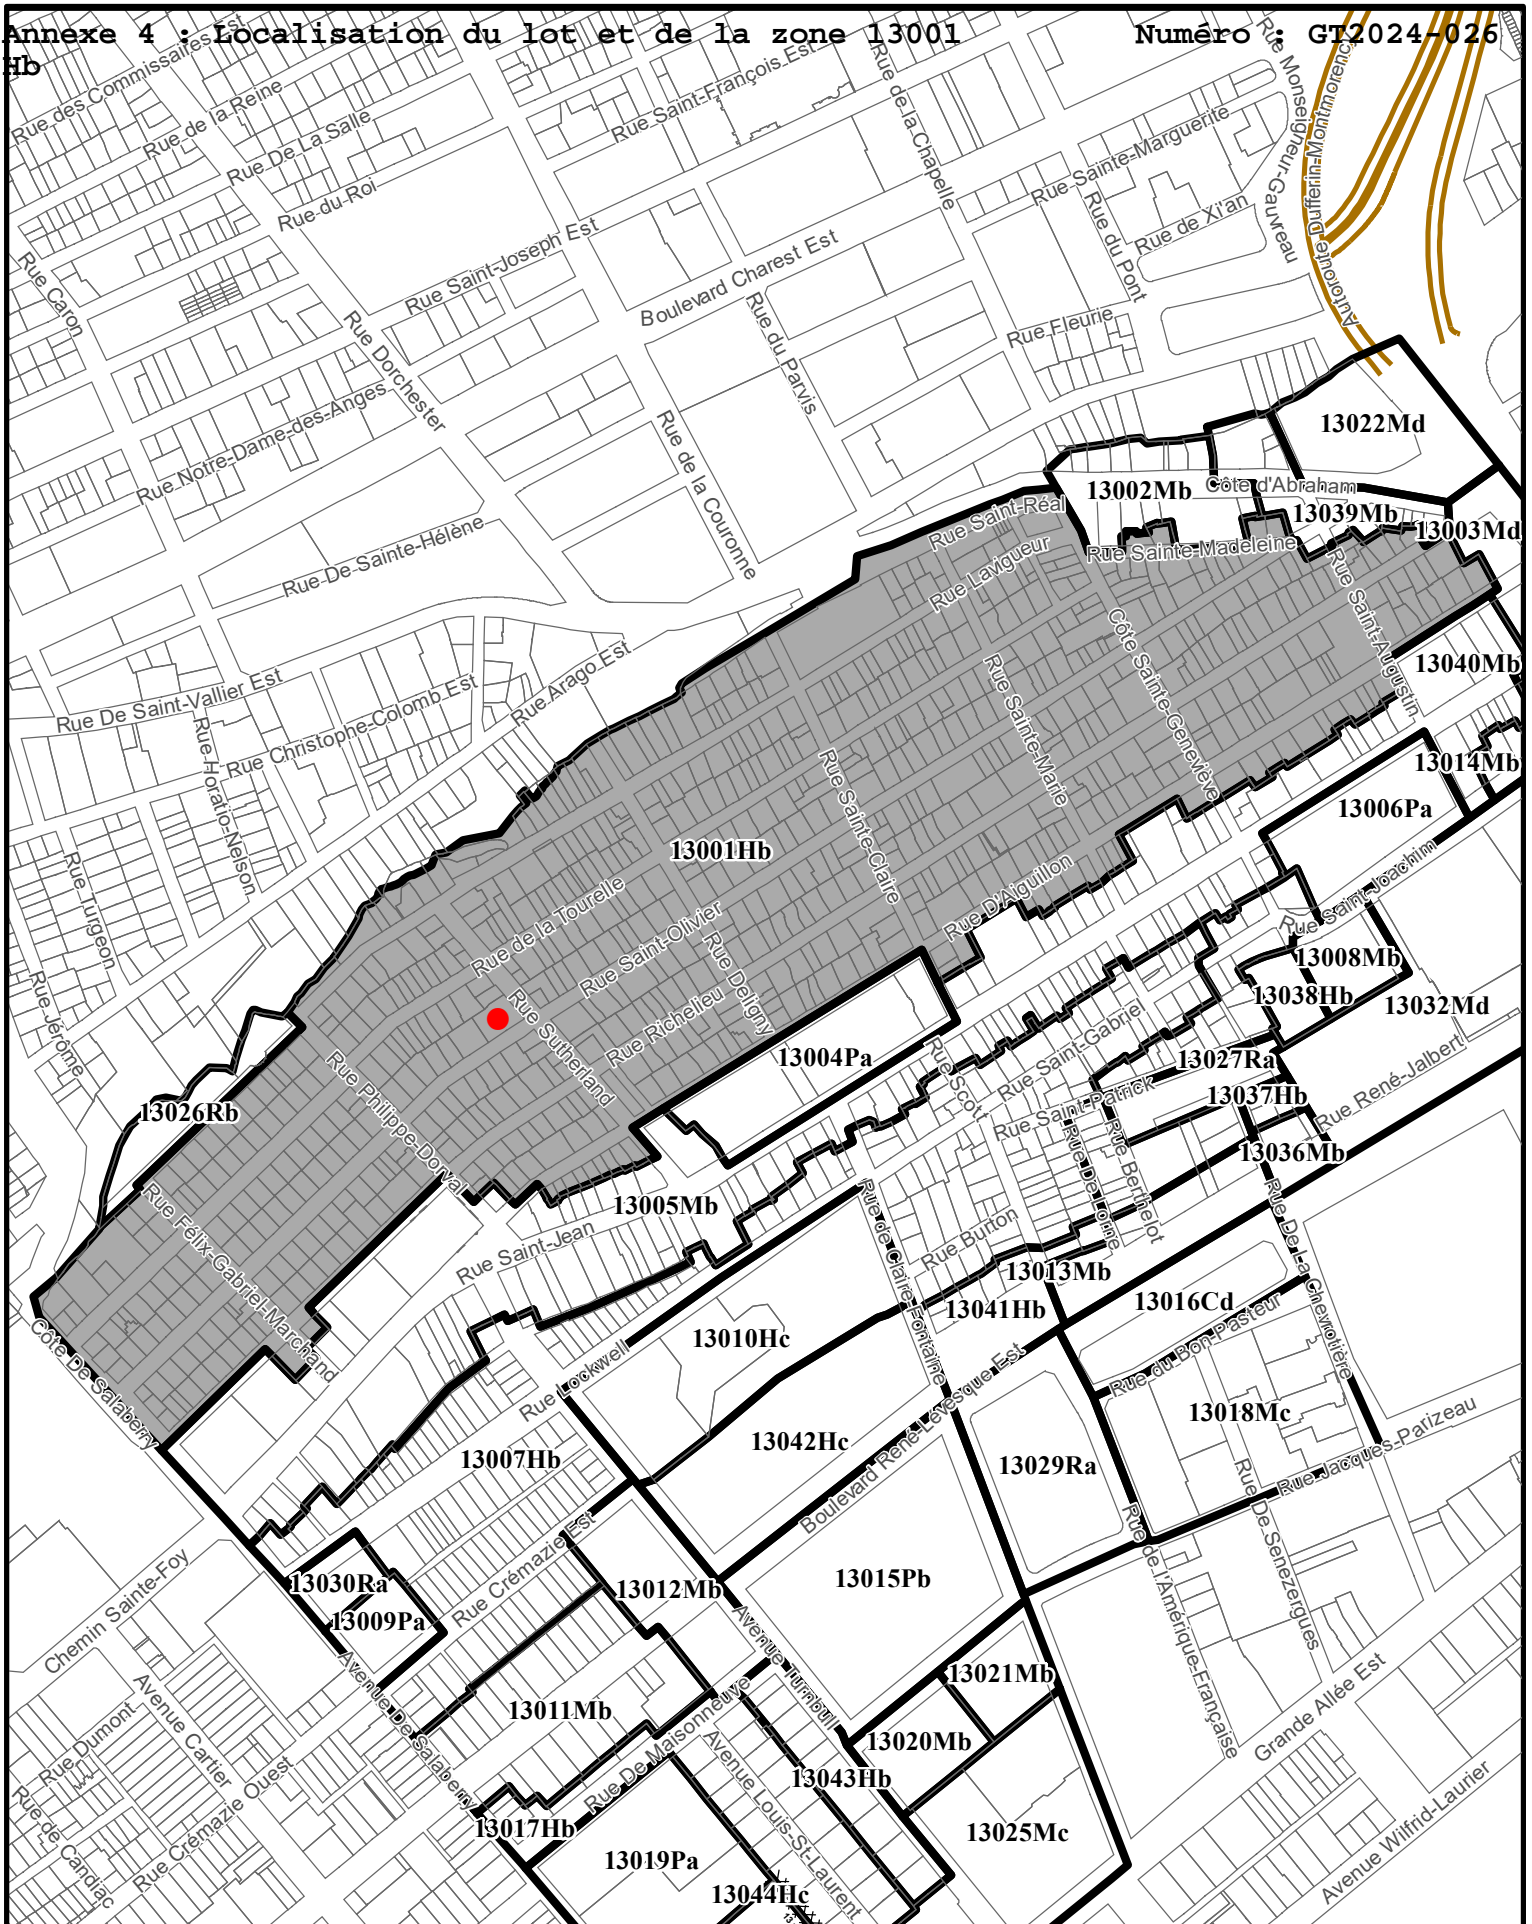 Annexe 4 : Localisation du lot et de la zone 13001 Numéro : GT2024-026
Hb
Rue des Commissaires Est
Rue de la Reine
Rue De La Salle
Rue du Roi
Rue Saint-François Est
Rue de la Chapelle
Rue Sainte-Marguerite
Rue Monseigneur-Gauvreau
Autoroute Dufferin-Montmorency
Rue du Pont
Rue de Xi'an
Rue Caron
Rue Saint-Joseph Est
Boulevard Charest Est
Rue Dorchester
Rue du Parvis
Rue Fleurie
Rue Notre-Dame-des-Anges
Rue de la Couronne
13022Md
13002Mb
Côte d'Abraham
13039Mb
13003Md
Rue Saint-Réal
Rue Sainte-Madeleine
Rue De Sainte-Hélène
Rue Lavigueur
Rue Saint-Augustin
Côte Sainte-Geneviève
13040Mb
Rue De Saint-Vallier Est
Rue Arago Est
Rue Christophe-Colomb Est
Rue Horatio-Nelson
Rue Sainte-Marie
Rue Sainte-Claire
13014Mb
13006Pa
13001Hb
Rue Turgeon
Rue de la Tourelle
Rue Saint-Olivier
Rue D'Aiguillon
Rue Saint-Joachim
Rue Deligny
13008Mb
13038Hb
13032Md
Rue Jérôme
Rue Sutherland
Rue Richelieu
13004Pa
Rue Scott
Rue Saint-Gabriel
13027Ra
Rue Saint-Patrick
13037Hb
Rue René-Jalbert
Rue Philippe-Dorval
13026Rb
Rue De Lorne
Rue Berthelot
13036Mb
Rue Félix-Gabriel-Marchand
13005Mb
Rue Saint-Jean
Rue de Claire-Fontaine
Rue Burton
Rue De La Chevrotière
13013Mb
13041Hb
13016Cd
Côte De Salaberry
13010Hc
Rue Lockwell
Rue du Bon Pasteur
13018Mc
13042Hc
Boulevard René-Lévesque Est
13007Hb
13029Ra
Rue Jacques-Parizeau
Rue De Senezergues
Rue de l'Amérique-Française
Rue Crémazie Est
13030Ra
13009Pa
13012Mb
13015Pb
Chemin Sainte-Foy
Avenue Turnbull
13021Mb
Avenue De Salaberry
13011Mb
Rue De Maisonneuve
13020Mb
Grande Allée Est
Avenue Cartier
Rue Dumont
Rue Crémazie Ouest
Rue de Candiac
Avenue Louis-St-Laurent
13043Hb
13017Hb
13025Mc
13019Pa
13044Hc
Avenue Wilfrid-Laurier